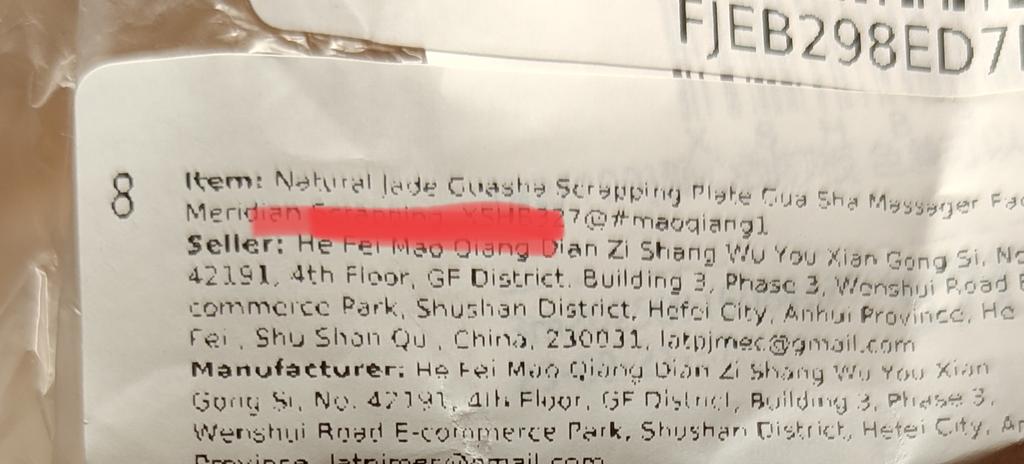 FJEB298ED7
8
Item: Natural Jade Guasha Scrapping Plate Gua Sha Massager
Meridian 7@#maoqiang1
Seller: He Fei Mao Qiang Dian Zi Shang Wu You Xian Gong Si,
42191, 4th Floor, GF District, Building 3, Phase 3, Wenshui Road
commerce Park, Shushan District, Hefei City, Anhui Province, He
Fei , Shu Shan Qu , China, 230031, latpjmec@gmail.com
Manufacturer: He Fei Mao Qiang Dian Zi Shang Wu You Xian
Gong Si, No. 42191, 4th Floor, GF District, Building 3, Phase 3,
Wenshui Road E-commerce Park, Shushan District, Hefei City,
Province,